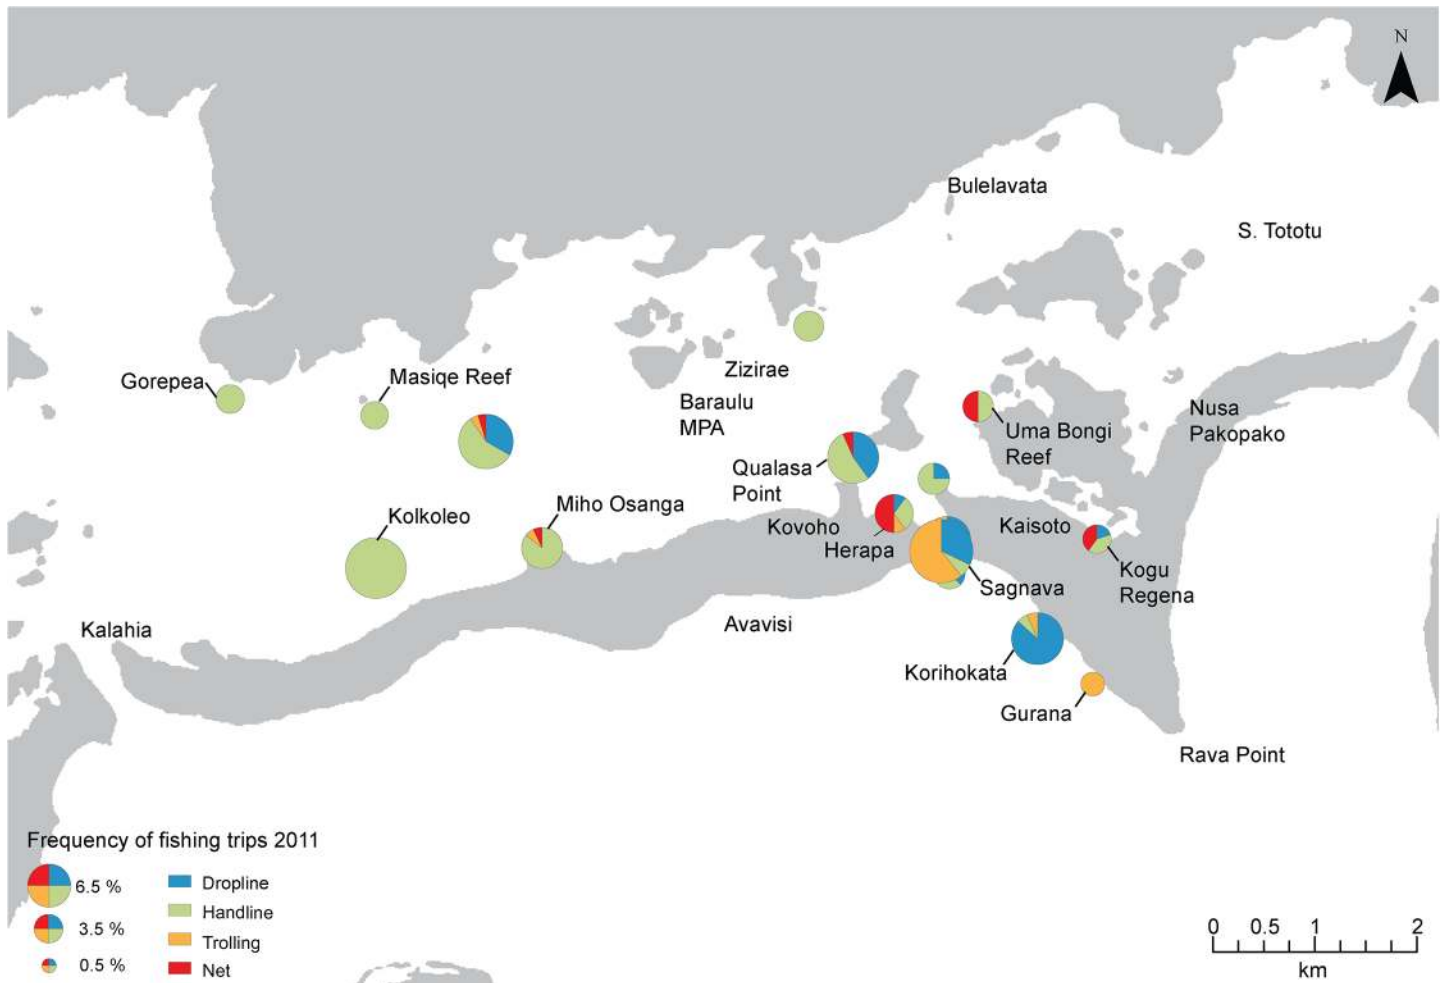 N
Bulelavata
S. Tototu
Gorepea
Masiqe Reef
Zizirae
Baraulu
MPA
Nusa
Pakopako
Uma Bongi
Reef
Qualasa
Point
Miho Osanga
Kolkoleo
Kovoho
Herapa
Kaisoto
Kogu
Regena
Sagnava
Avavisi
Kalahia
Korihokata
Gurana
Rava Point
Frequency of fishing trips 2011
6.5 %
3.5 %
0.5 %
Dropline
Handline
Trolling
Net
0 0.5 1 2
km